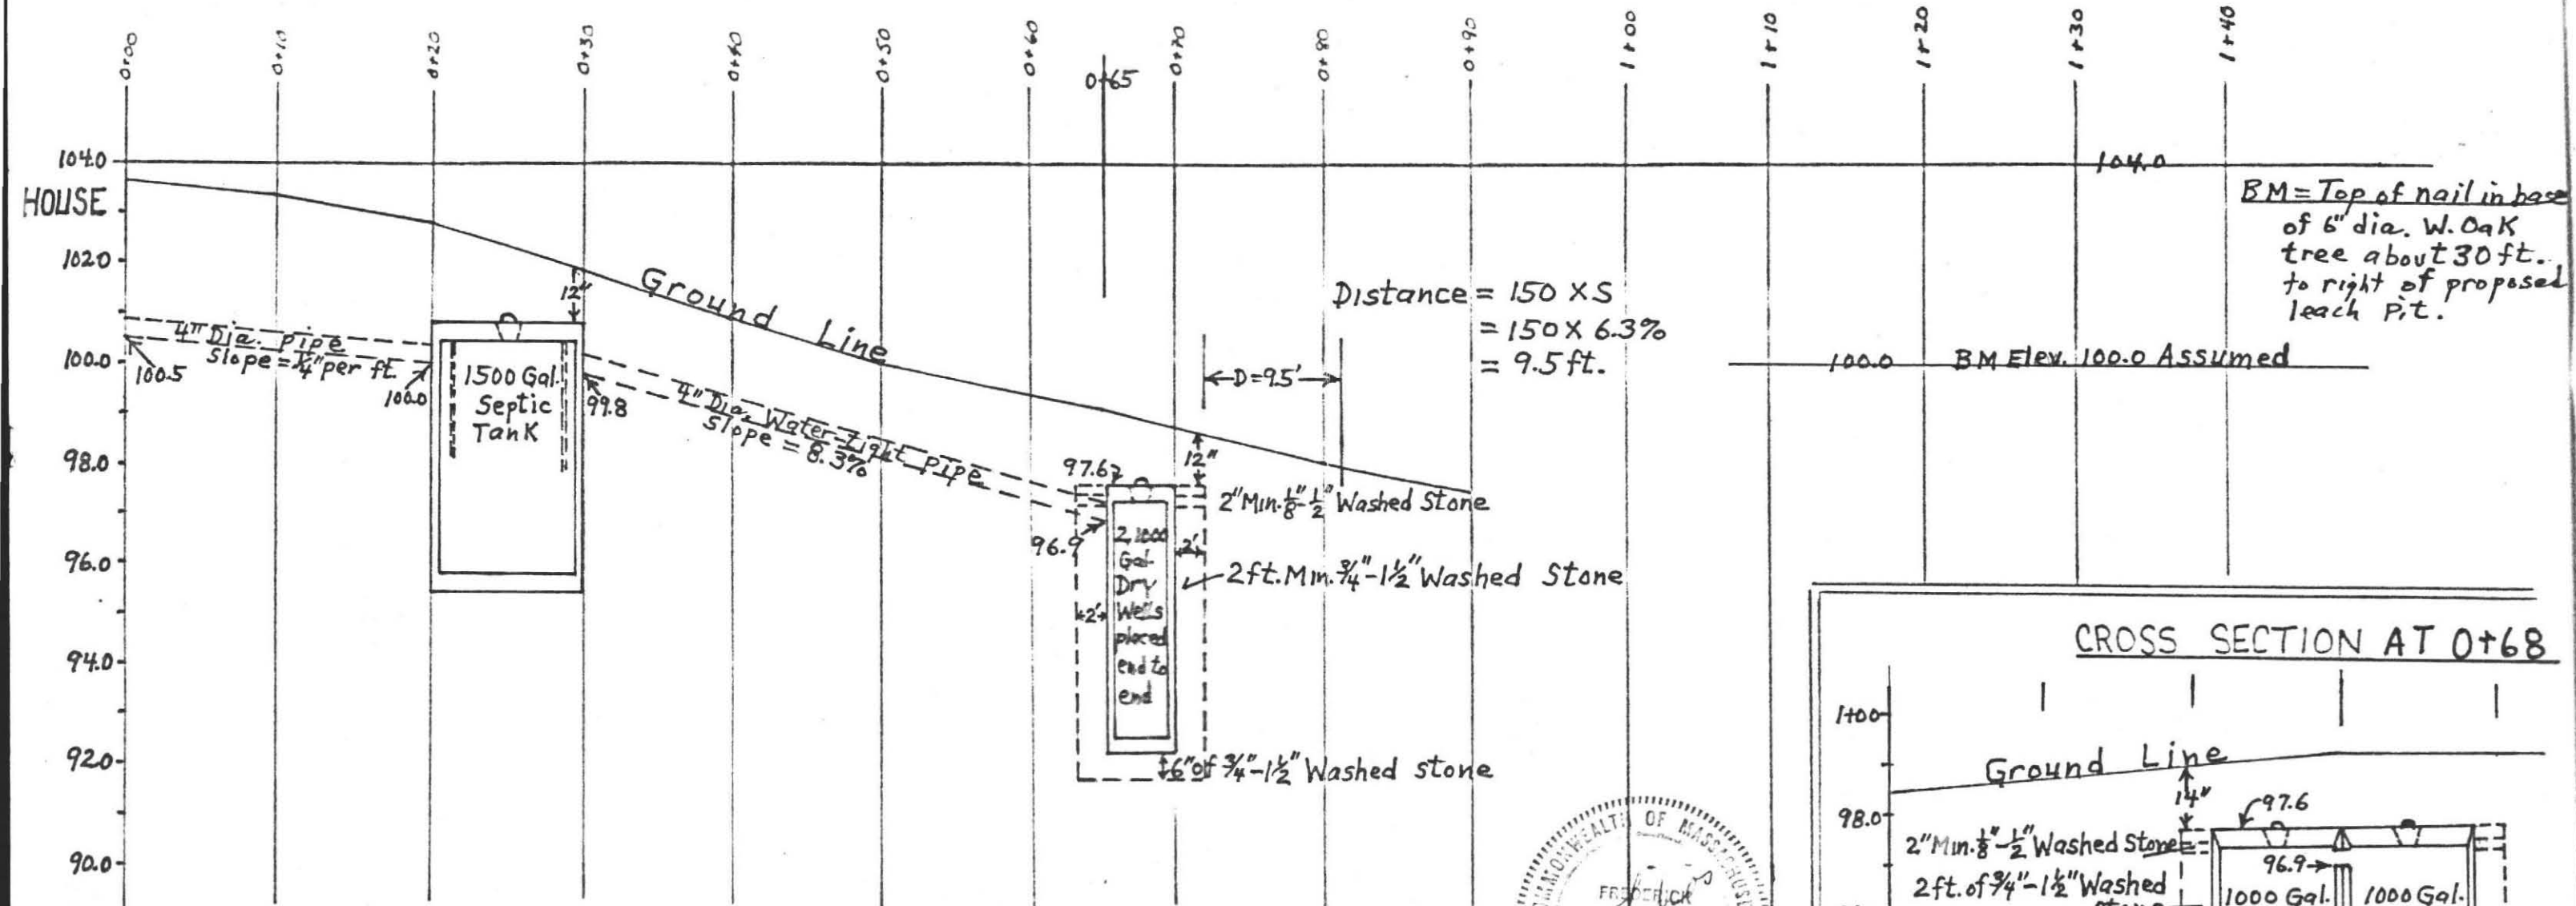 0+00
0+10
0+20
0+30
0+40
0+50
0+60
0+65
0+70
0+80
0+90
1+00
1+10
1+20
1+30
1+40
104.0
104.0
HOUSE
BM=Top of nail in base
of 6" dia. W. Oak
tree about 30 ft.
to right of proposed
leach pit.
102.0
12"
Ground Line
Distance = 150 X S
= 150 X 6.3%
= 9.5 ft.
D=9.5'
100.0
4" Dia. pipe
Slope = 1/4" per ft.
100.5
100.0
1500 Gal.
Septic
Tank
99.8
4" Dia. Water-tight pipe
Slope = 8.3%
100.0 BM Elev. 100.0 Assumed
98.0
97.6
12"
2" Min. 1/8"-1/2" Washed Stone
96.9
2,1000
Gal.
Dry
Wells
placed
end to
end
2'
2'
2 ft. Min. 3/4"-1 1/2" Washed Stone
96.0
94.0
92.0
6" of 3/4"-1 1/2" Washed stone
90.0
COMMONWEALTH OF
FREDERICK
CROSS SECTION AT 0+68
1+00
Ground Line
14"
97.6
98.0
2" Min. 1/8"-1/2" Washed Stone
96.9
2 ft. of 3/4"-1 1/2" Washed
1000 Gal.
1000 Gal.